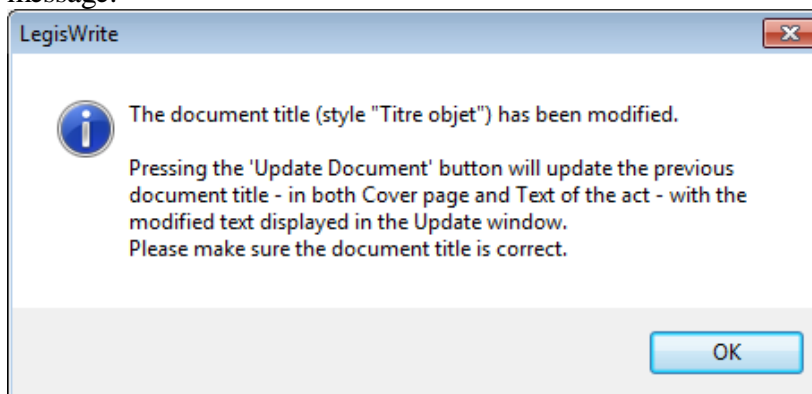 message:
LegisWrite
The document title (style "Titre objet") has been modified.
Pressing the 'Update Document' button will update the previous
document title - in both Cover page and Text of the act - with the
modified text displayed in the Update window.
Please make sure the document title is correct.
OK